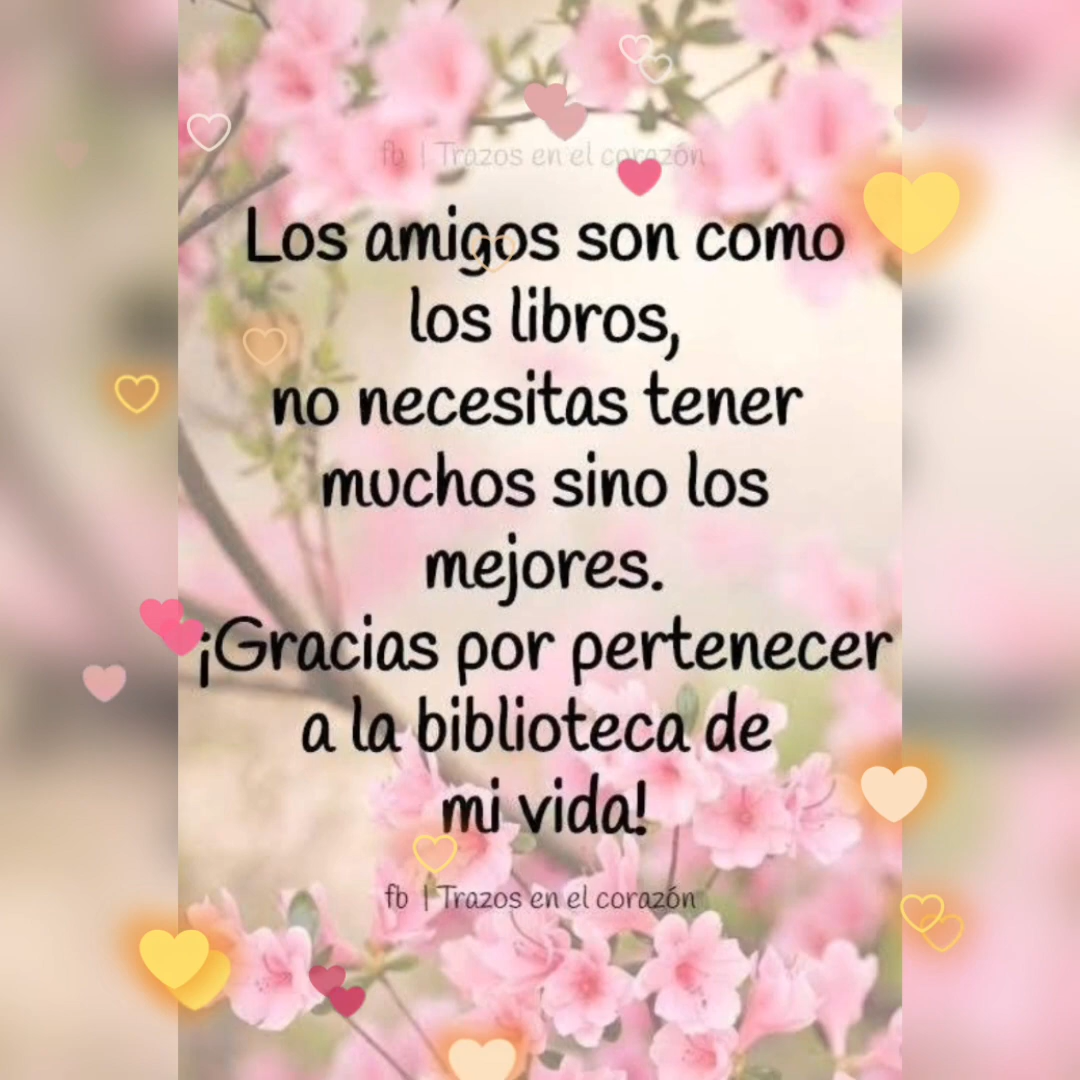 fb | Trazos en el corazón
Los amigos son como
los libros,
no necesitas tener
muchos sino los
mejores.
¡Gracias por pertenecer
a la biblioteca de
mi vida!
fb | Trazos en el corazón